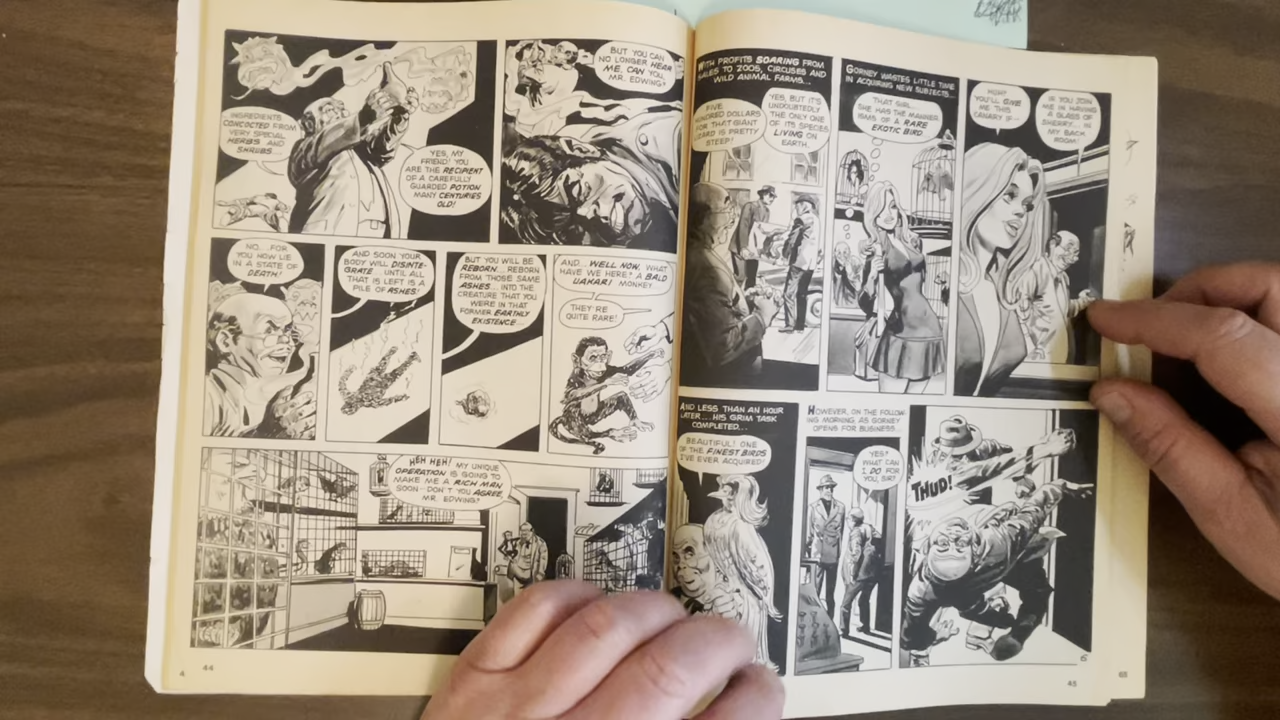 INGREDIENTS
CONCOCTED FROM
VERY SPECIAL
HERBS AND
SHRUBS...
YES, MY
FRIEND! YOU
ARE THE RECIPIENT
OF A CAREFULLY
GUARDED POTION
MANY CENTURIES
OLD!
BUT YOU CAN
NO LONGER HEAR
ME, CAN YOU,
MR. EDWING?
NO... FOR
YOU NOW LIE
IN A STATE OF
DEATH!
AND SOON YOUR
BODY WILL DISINTE-
GRATE... UNTIL ALL
THAT IS LEFT IS A
PILE OF ASHES!
BUT YOU WILL BE
REBORN... REBORN
FROM THOSE SAME
ASHES... INTO THE
CREATURE THAT YOU
WERE IN THAT
FORMER EARTHLY
EXISTENCE...
AND... WELL NOW, WHAT
HAVE WE HERE? A BALD
UAKARI MONKEY.
THEY'RE
QUITE RARE!
HEH HEH! MY UNIQUE
OPERATION IS GOING TO
MAKE ME A RICH MAN
SOON--DON'T YOU AGREE,
MR. EDWING?
4
44
WITH PROFITS SOARING FROM
SALES TO ZOOS, CIRCUSES AND
WILD ANIMAL FARMS...
FIVE
HUNDRED DOLLARS
FOR THAT GIANT
LIZARD IS PRETTY
STEEP!
YES, BUT IT'S
UNDOUBTEDLY
THE ONLY ONE
OF ITS SPECIES
LIVING ON
EARTH.
GORNEY WASTES LITTLE TIME
IN ACQUIRING NEW SUBJECTS...
THAT GIRL...
SHE HAS THE MANNER-
ISMS OF A RARE
EXOTIC BIRD.
HUH?
YOU'LL GIVE
ME THIS
CANARY IF--
IF YOU JOIN
ME IN HAVING
A GLASS OF
SHERRY... IN
MY BACK
ROOM!
AND LESS THAN AN HOUR
LATER... HIS GRIM TASK
COMPLETED...
BEAUTIFUL! ONE
OF THE FINEST BIRDS
I'VE EVER ACQUIRED!
HOWEVER, ON THE FOLLOW-
ING MORNING, AS GORNEY
OPENS FOR BUSINESS...
YES?
WHAT CAN
I DO FOR
YOU, SIR?
THUD!
6
45
65